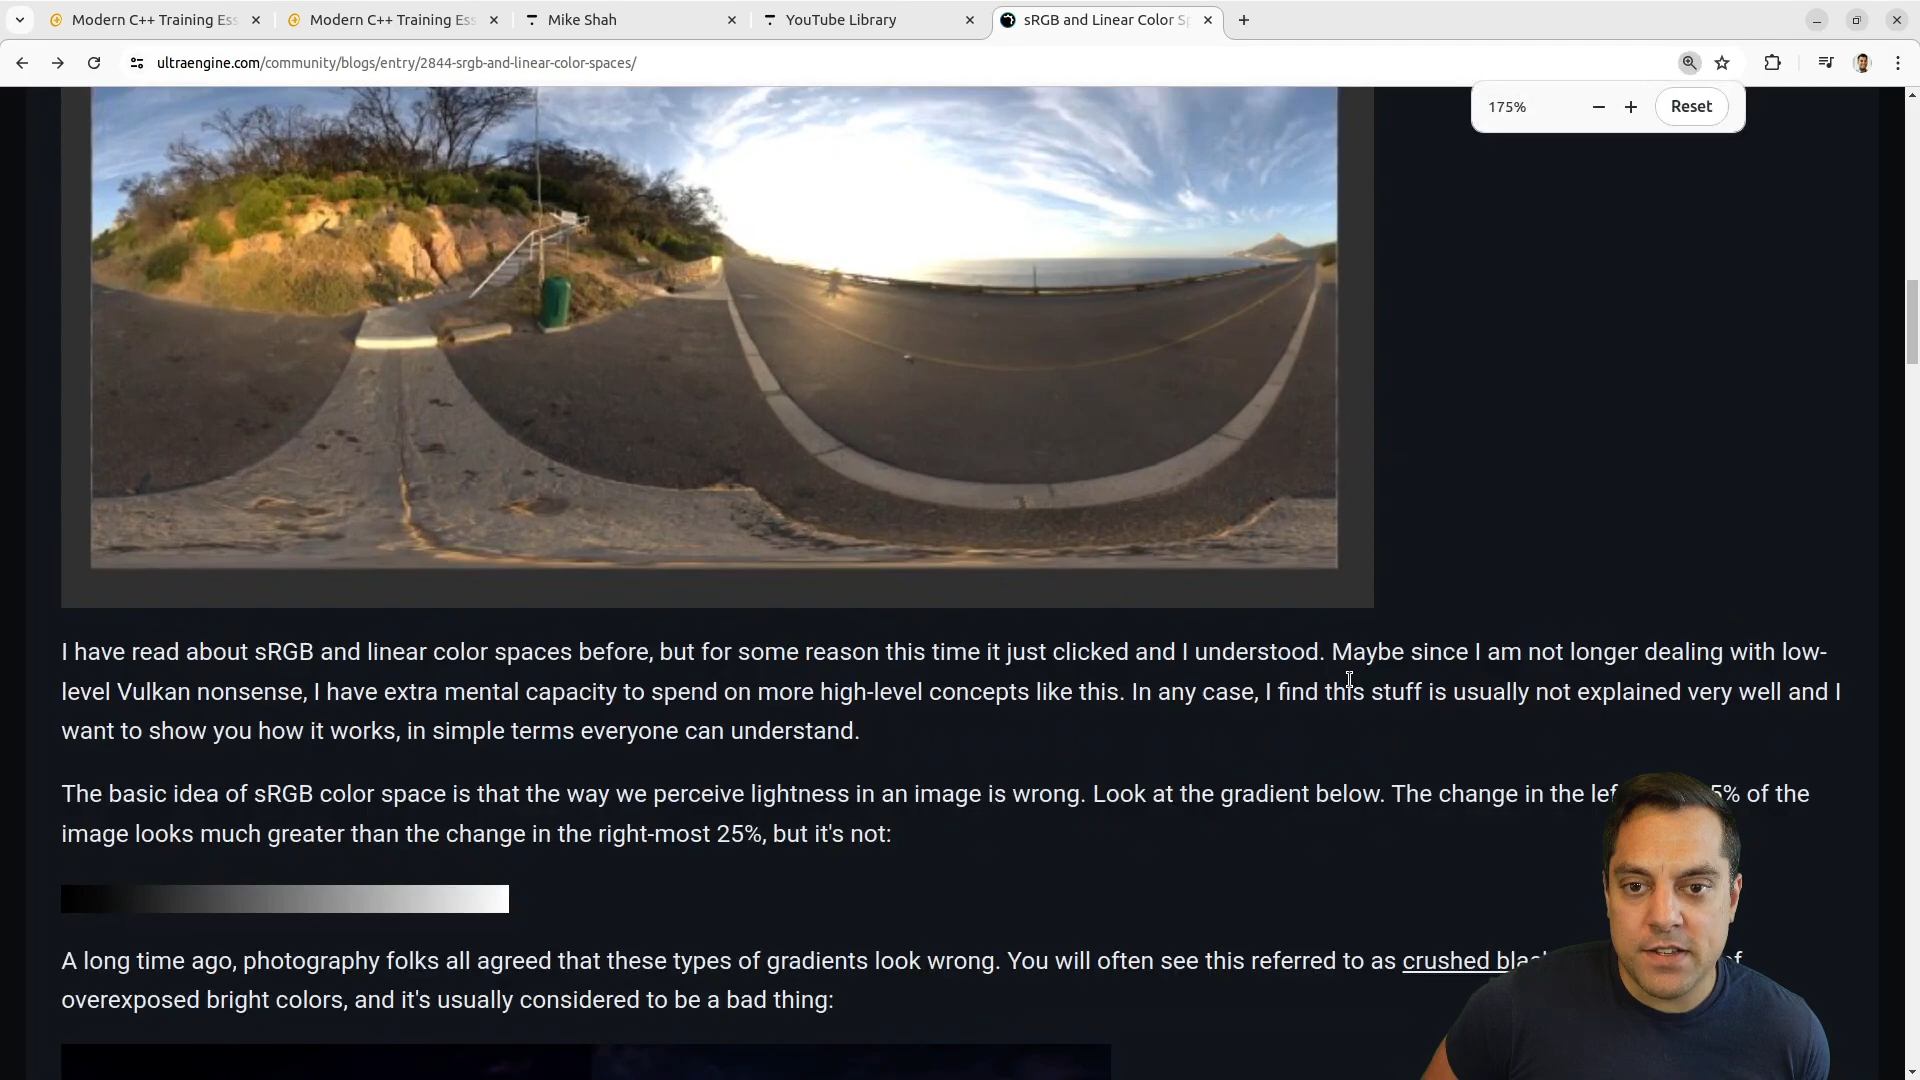 Modern C++ Training Ess
Modern C++ Training Ess
Mike Shah
YouTube Library
sRGB and Linear Color Sp
ultraengine.com/community/blogs/entry/2844-srgb-and-linear-color-spaces/
175%
Reset
I have read about sRGB and linear color spaces before, but for some reason this time it just clicked and I understood. Maybe since I am not longer dealing with low-
level Vulkan nonsense, I have extra mental capacity to spend on more high-level concepts like this. In any case, I find this stuff is usually not explained very well and I
want to show you how it works, in simple terms everyone can understand.
The basic idea of sRGB color space is that the way we perceive lightness in an image is wrong. Look at the gradient below. The change in the 5% of the
image looks much greater than the change in the right-most 25%, but it's not:
A long time ago, photography folks all agreed that these types of gradients look wrong. You will often see this referred to as crushed
overexposed bright colors, and it's usually considered to be a bad thing: